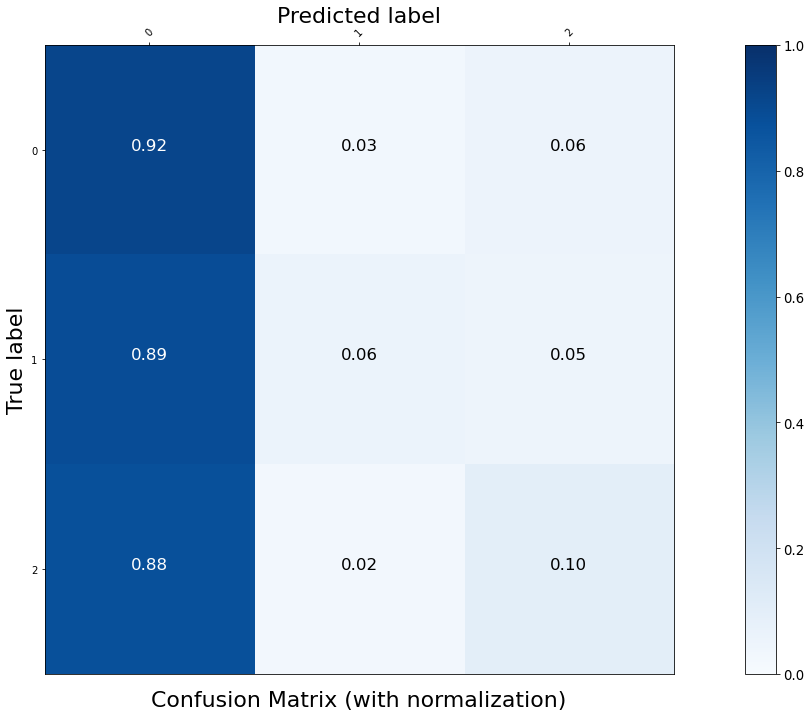 Predicted label
0 1 2
1.0
0 0.92 0.03 0.06
0.8
0.6
True label
1 0.89 0.06 0.05
0.4
0.2
2 0.88 0.02 0.10
0.0
Confusion Matrix (with normalization)